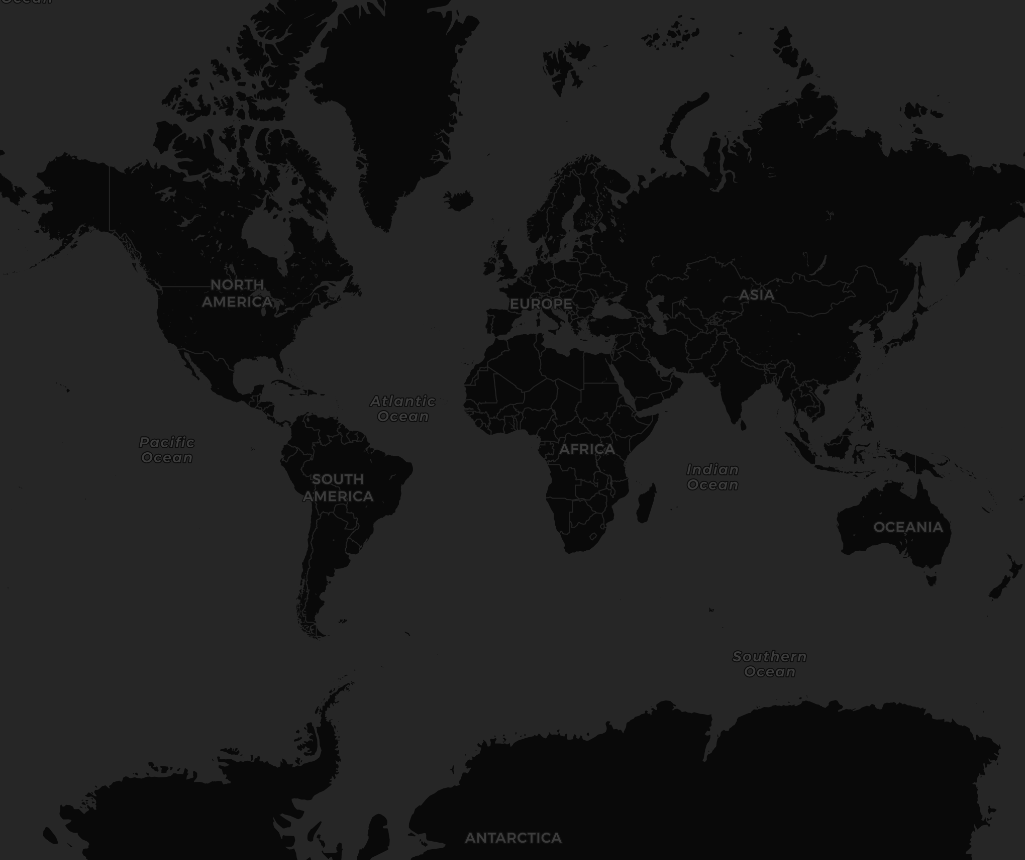 Ocean
NORTH
AMERICA
EUROPE
ASIA
Atlantic
Ocean
Pacific
Ocean
AFRICA
Indian
Ocean
SOUTH
AMERICA
OCEANIA
Southern
Ocean
ANTARCTICA